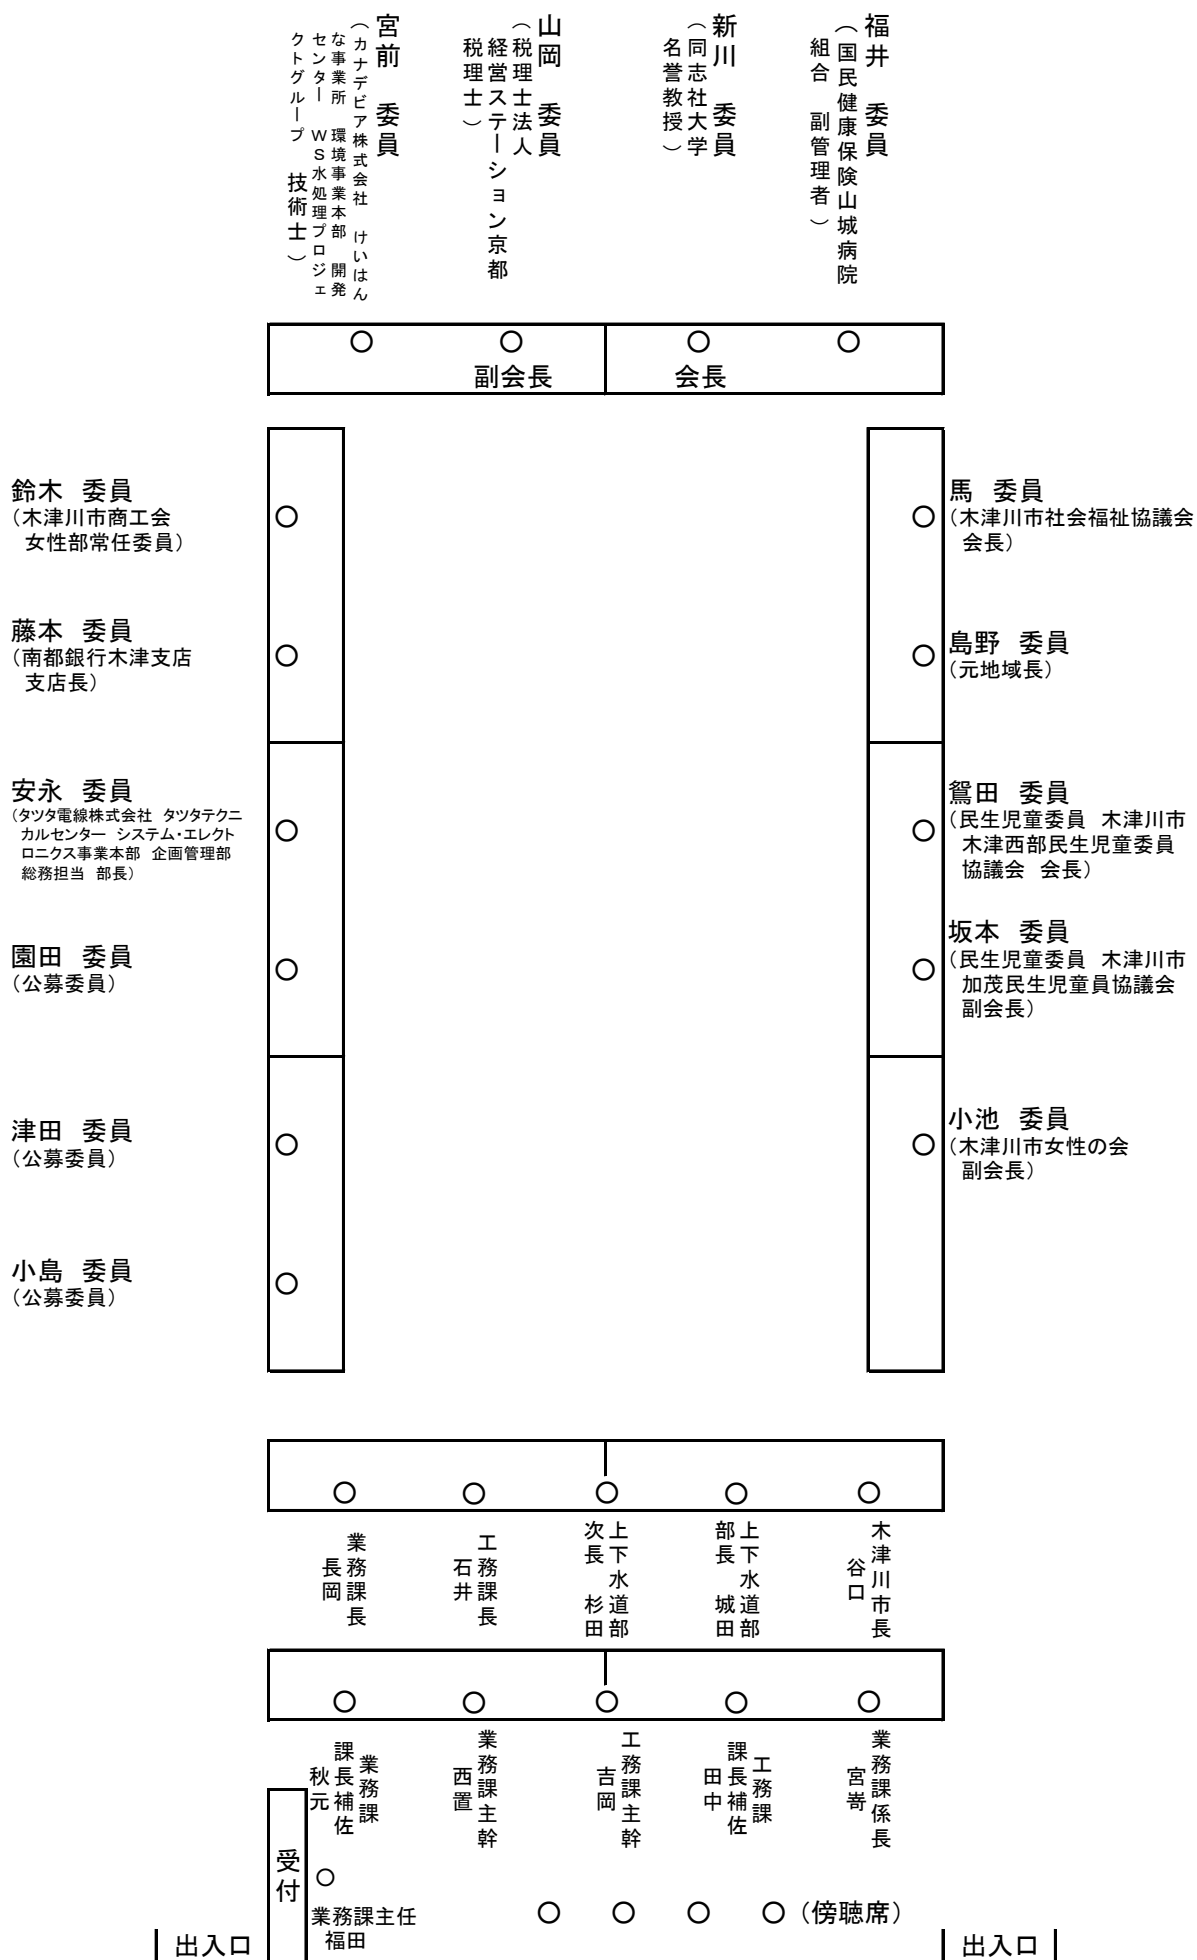 福井 委員
（国民健康保険山城病院
組合 副管理者）
新川 委員
（同志社大学
名誉教授）
山岡 委員
（税理士法人
経営ステーション京都
税理士）
宮前 委員
（カナデビア株式会社 けいはん
な事業所 環境事業本部 開発
センター WS水処理プロジェ
クトグループ 技術士）
副会長
会長
鈴木 委員
（木津川市商工会
女性部常任委員）
藤本 委員
（南都銀行木津支店
支店長）
安永 委員
（タツタ電線株式会社 タツタテクニ
カルセンター システム・エレクト
ロニクス事業本部 企画管理部
総務担当 部長）
園田 委員
（公募委員）
津田 委員
（公募委員）
小島 委員
（公募委員）
馬 委員
（木津川市社会福祉協議会
会長）
島野 委員
（元地域長）
鴛田 委員
（民生児童委員 木津川市
木津西部民生児童委員
協議会 会長）
坂本 委員
（民生児童委員 木津川市
加茂民生児童員協議会
副会長）
小池 委員
（木津川市女性の会
副会長）
木津川市長
谷口
上下水道部
部長 城田
上下水道部
次長 杉田
工務課長
石井
業務課長
長岡
業務課係長
宮嵜
工務課
課長補佐
田中
工務課主幹
吉岡
業務課主幹
西置
業務課
課長補佐
秋元
受付
業務課主任
福田
（傍聴席）
出入口
出入口